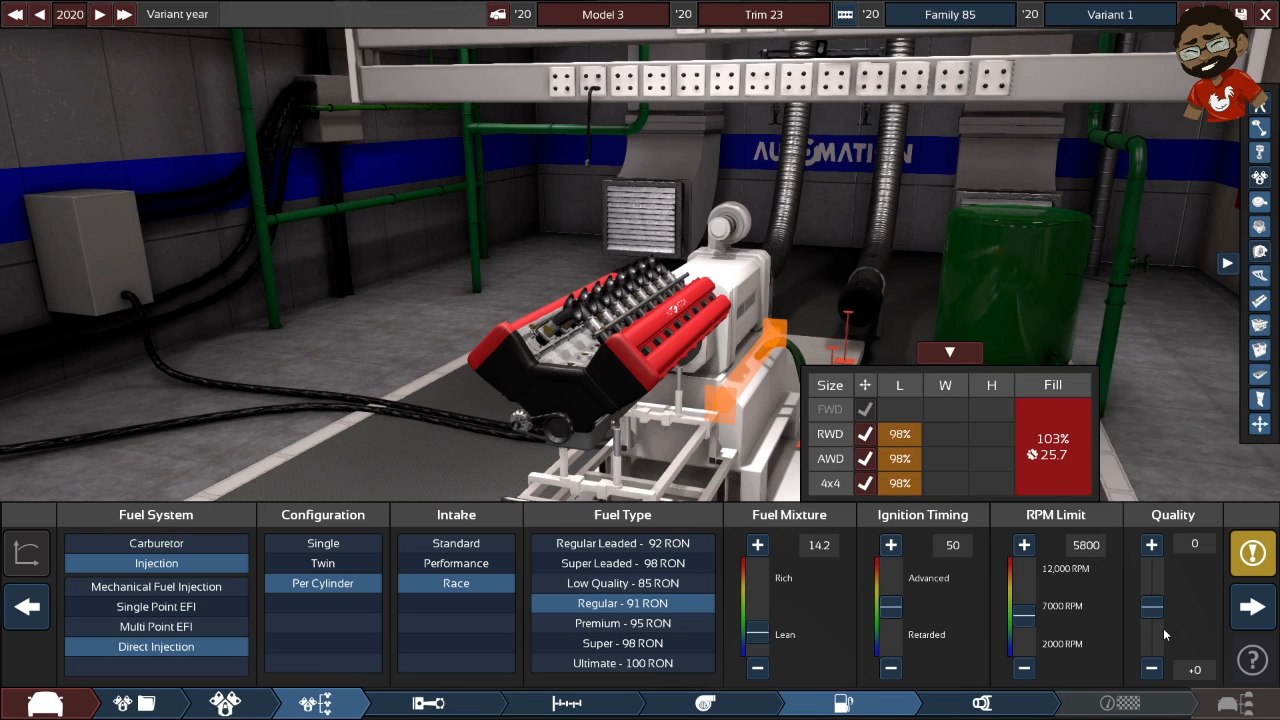 2020 Variant year '20 Model 3 '20 Trim 23 '20 Family 85 '20 Variant 1
AUTOMATION
Size L W H Fill
FWD
RWD 98%
AWD 98%
4x4 98%
103%
25.7
Fuel System
Carburetor
Injection
Mechanical Fuel Injection
Single Point EFI
Multi Point EFI
Direct Injection
Configuration
Single
Twin
Per Cylinder
Intake
Standard
Performance
Race
Fuel Type
Regular Leaded - 92 RON
Super Leaded - 98 RON
Low Quality - 85 RON
Regular - 91 RON
Premium - 95 RON
Super - 98 RON
Ultimate - 100 RON
Fuel Mixture
14.2
Rich
Lean
Ignition Timing
50
Advanced
Retarded
RPM Limit
5800
12,000 RPM
7000 RPM
2000 RPM
Quality
0
+0